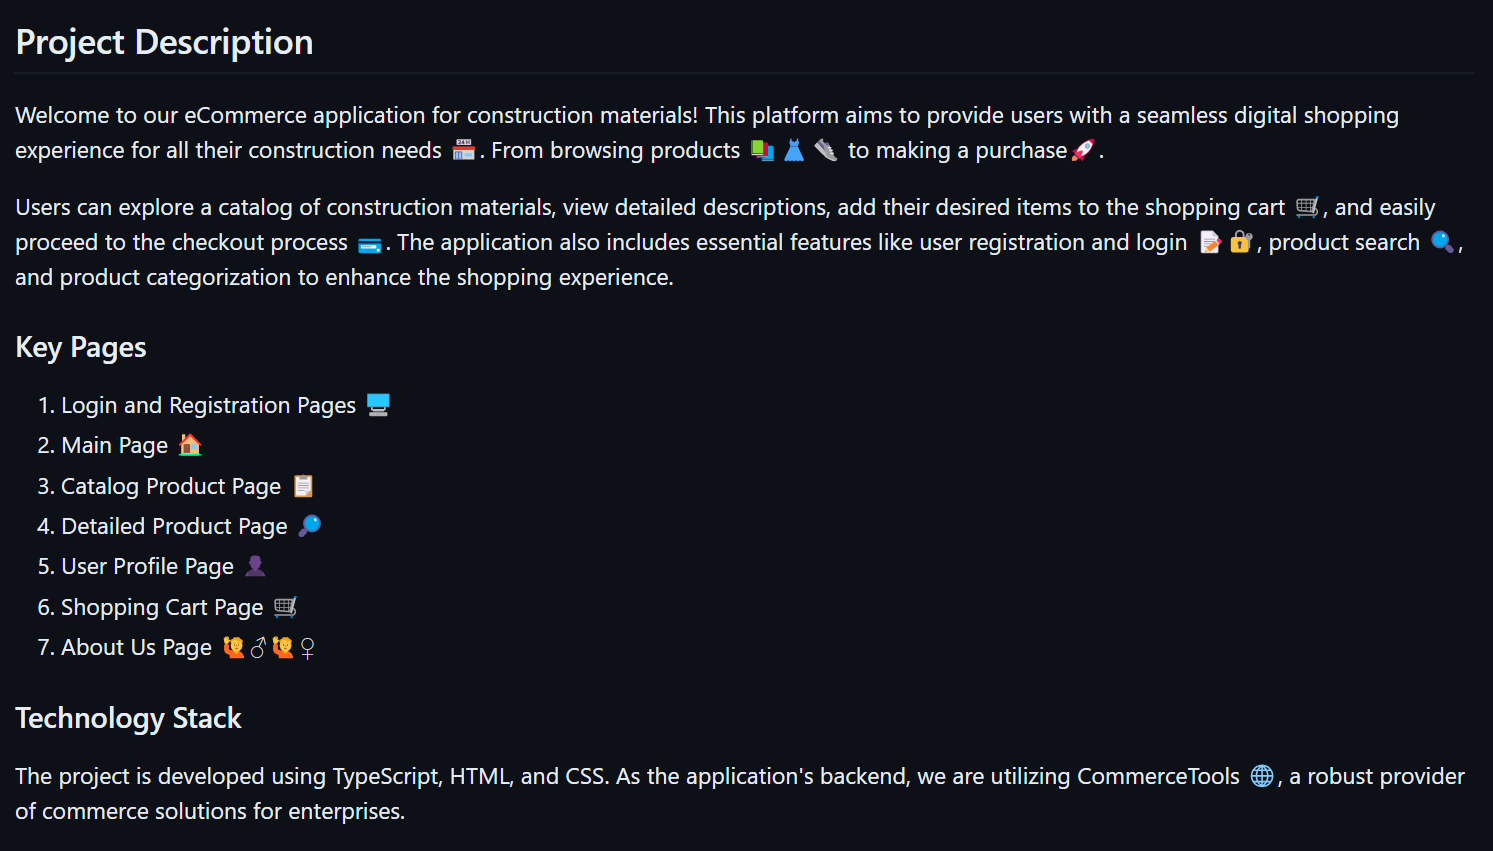 Project Description
Welcome to our eCommerce application for construction materials! This platform aims to provide users with a seamless digital shopping
experience for all their construction needs 🏪. From browsing products 📚👗👟 to making a purchase🚀.
Users can explore a catalog of construction materials, view detailed descriptions, add their desired items to the shopping cart 🛒, and easily
proceed to the checkout process 💳. The application also includes essential features like user registration and login 📝🔐, product search 🔍,
and product categorization to enhance the shopping experience.
Key Pages
1. Login and Registration Pages 🖥️
2. Main Page 🏠
3. Catalog Product Page 📋
4. Detailed Product Page 🔎
5. User Profile Page 👤
6. Shopping Cart Page 🛒
7. About Us Page 🙋♂🙋♀
Technology Stack
The project is developed using TypeScript, HTML, and CSS. As the application's backend, we are utilizing CommerceTools 🌐, a robust provider
of commerce solutions for enterprises.